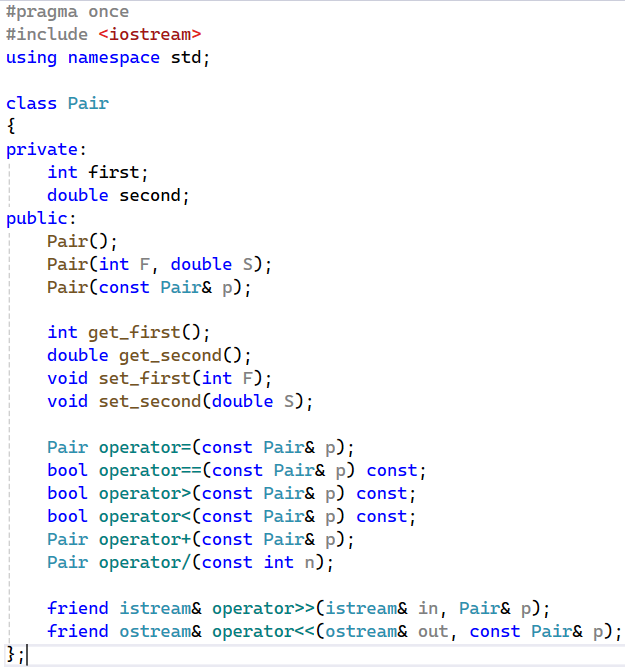 #pragma once
#include <iostream>
using namespace std;

class Pair
{
private:
    int first;
    double second;
public:
    Pair();
    Pair(int F, double S);
    Pair(const Pair& p);

    int get_first();
    double get_second();
    void set_first(int F);
    void set_second(double S);

    Pair operator=(const Pair& p);
    bool operator==(const Pair& p) const;
    bool operator>(const Pair& p) const;
    bool operator<(const Pair& p) const;
    Pair operator+(const Pair& p);
    Pair operator/(const int n);

    friend istream& operator>>(istream& in, Pair& p);
    friend ostream& operator<<(ostream& out, const Pair& p);
};